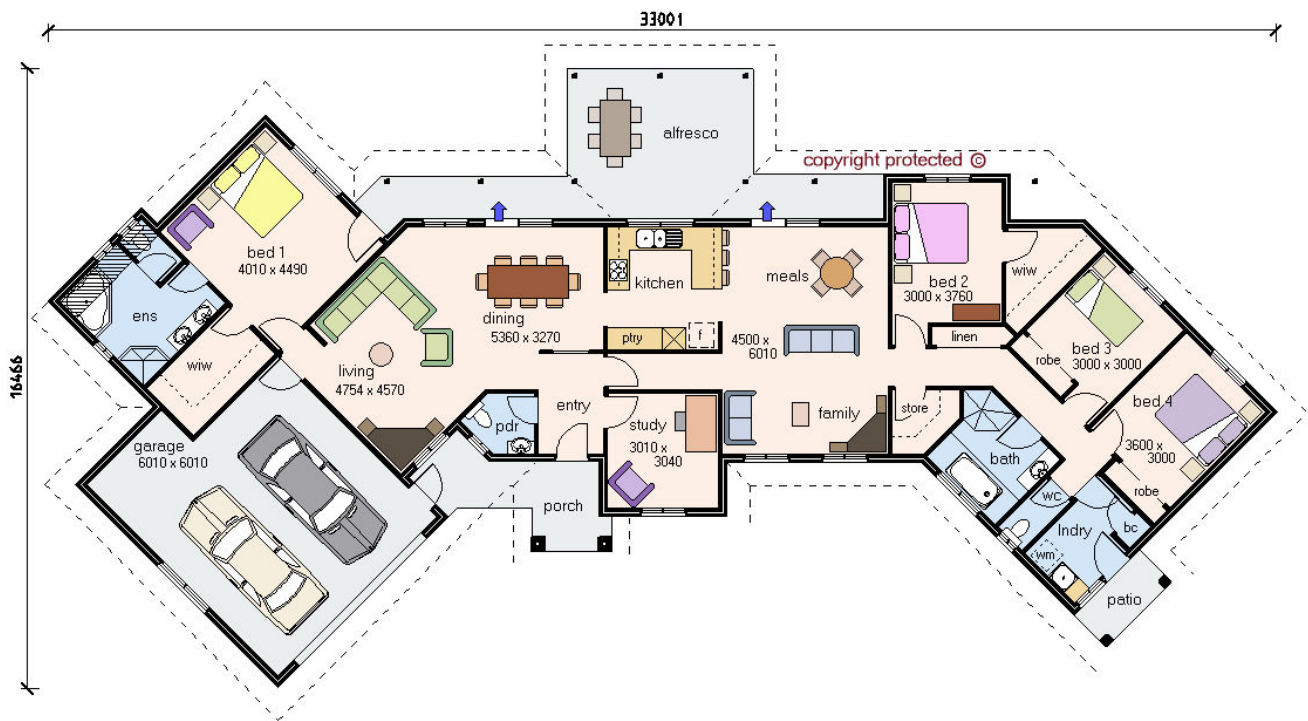 33001
16466
alfresco
copyright protected ©
bed 1
4010 x 4490
ens
wiw
living
4754 x 4570
dining
5360 x 3270
kitchen
ptry
f
meals
4500 x
6010
family
bed 2
3000 x 3760
wiw
linen
robe
bed 3
3000 x 3000
bed 4
3600 x
3000
robe
store
bath
wc
lndry
bc
wm
patio
garage
6010 x 6010
pdr
entry
study
3010 x
3040
porch